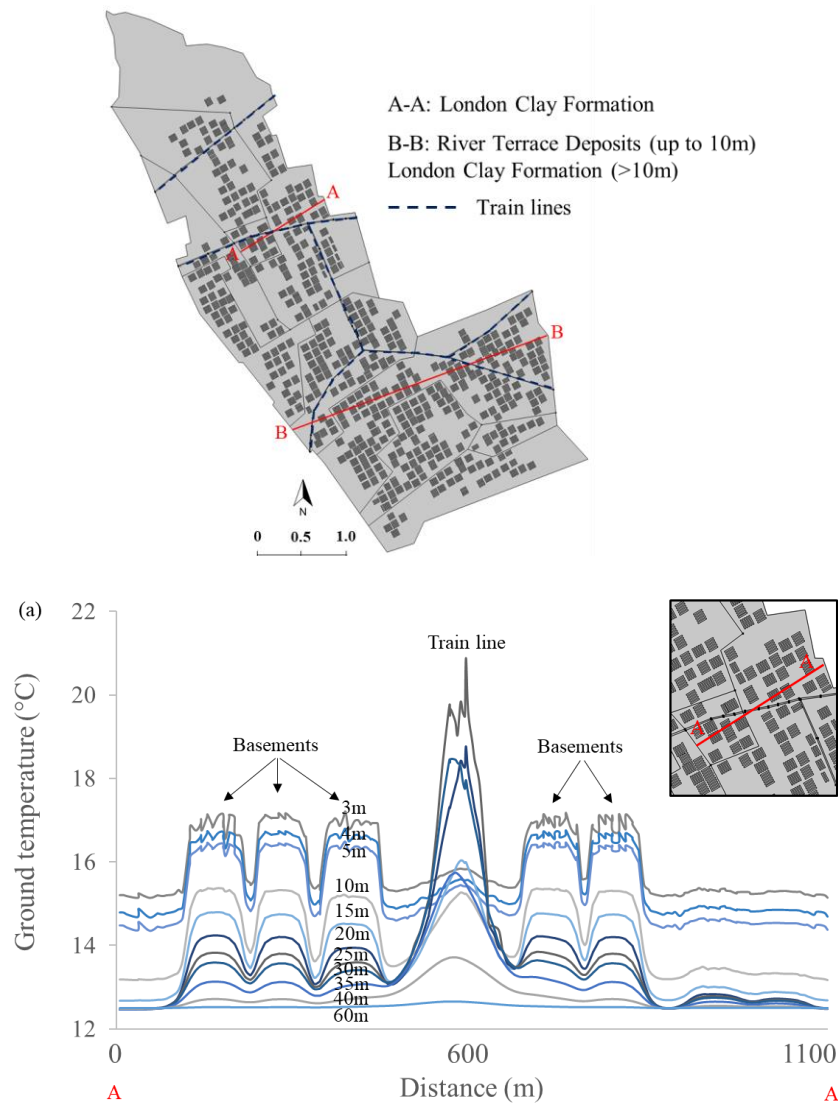 A-A: London Clay Formation
B-B: River Terrace Deposits (up to 10m)
London Clay Formation (>10m)
Train lines
A
A
B
B
N
0 0.5 1.0
(a)
22
20
18
16
14
12
Ground temperature (°C)
Train line
Basements
Basements
3m
4m
5m
10m
15m
20m
25m
30m
35m
40m
60m
A
A
0 600 1100
A Distance (m) A